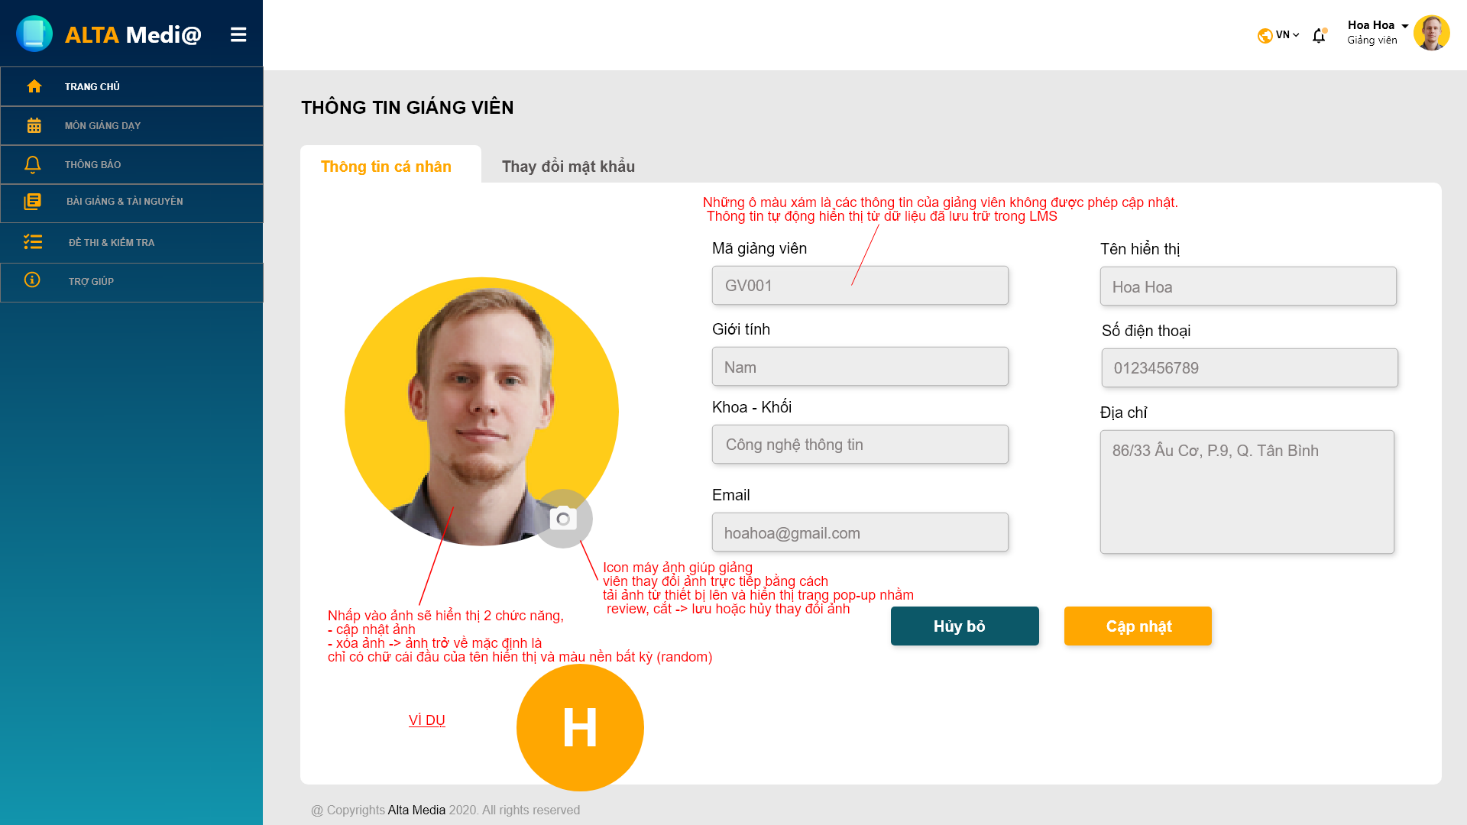 ALTA Medi@
VN
Hoa Hoa
Giảng viên
TRANG CHỦ
MÔN GIẢNG DẠY
THÔNG BÁO
BÀI GIẢNG & TÀI NGUYÊN
ĐỀ THI & KIỂM TRA
TRỢ GIÚP
THÔNG TIN GIẢNG VIÊN
Thông tin cá nhân
Thay đổi mật khẩu
Những ô màu xám là các thông tin của giảng viên không được phép cập nhật.
Thông tin tự động hiển thị từ dữ liệu đã lưu trữ trong LMS
Mã giảng viên
GV001
Tên hiển thị
Hoa Hoa
Giới tính
Nam
Số điện thoại
0123456789
Khoa - Khối
Công nghệ thông tin
Địa chỉ
86/33 Âu Cơ, P.9, Q. Tân Bình
Email
hoahoa@gmail.com
Icon máy ảnh giúp giảng
viên thay đổi ảnh trực tiếp bằng cách
tải ảnh từ thiết bị lên và hiển thị trang pop-up nhằm
review, cắt -> lưu hoặc hủy thay đổi ảnh
Nhấp vào ảnh sẽ hiển thị 2 chức năng,
- cập nhật ảnh
- xóa ảnh -> ảnh trở về mặc định là
chỉ có chữ cái đầu của tên hiển thị và màu nền bất kỳ (random)
Hủy bỏ
Cập nhật
VÍ DỤ
H
@ Copyrights Alta Media 2020. All rights reserved